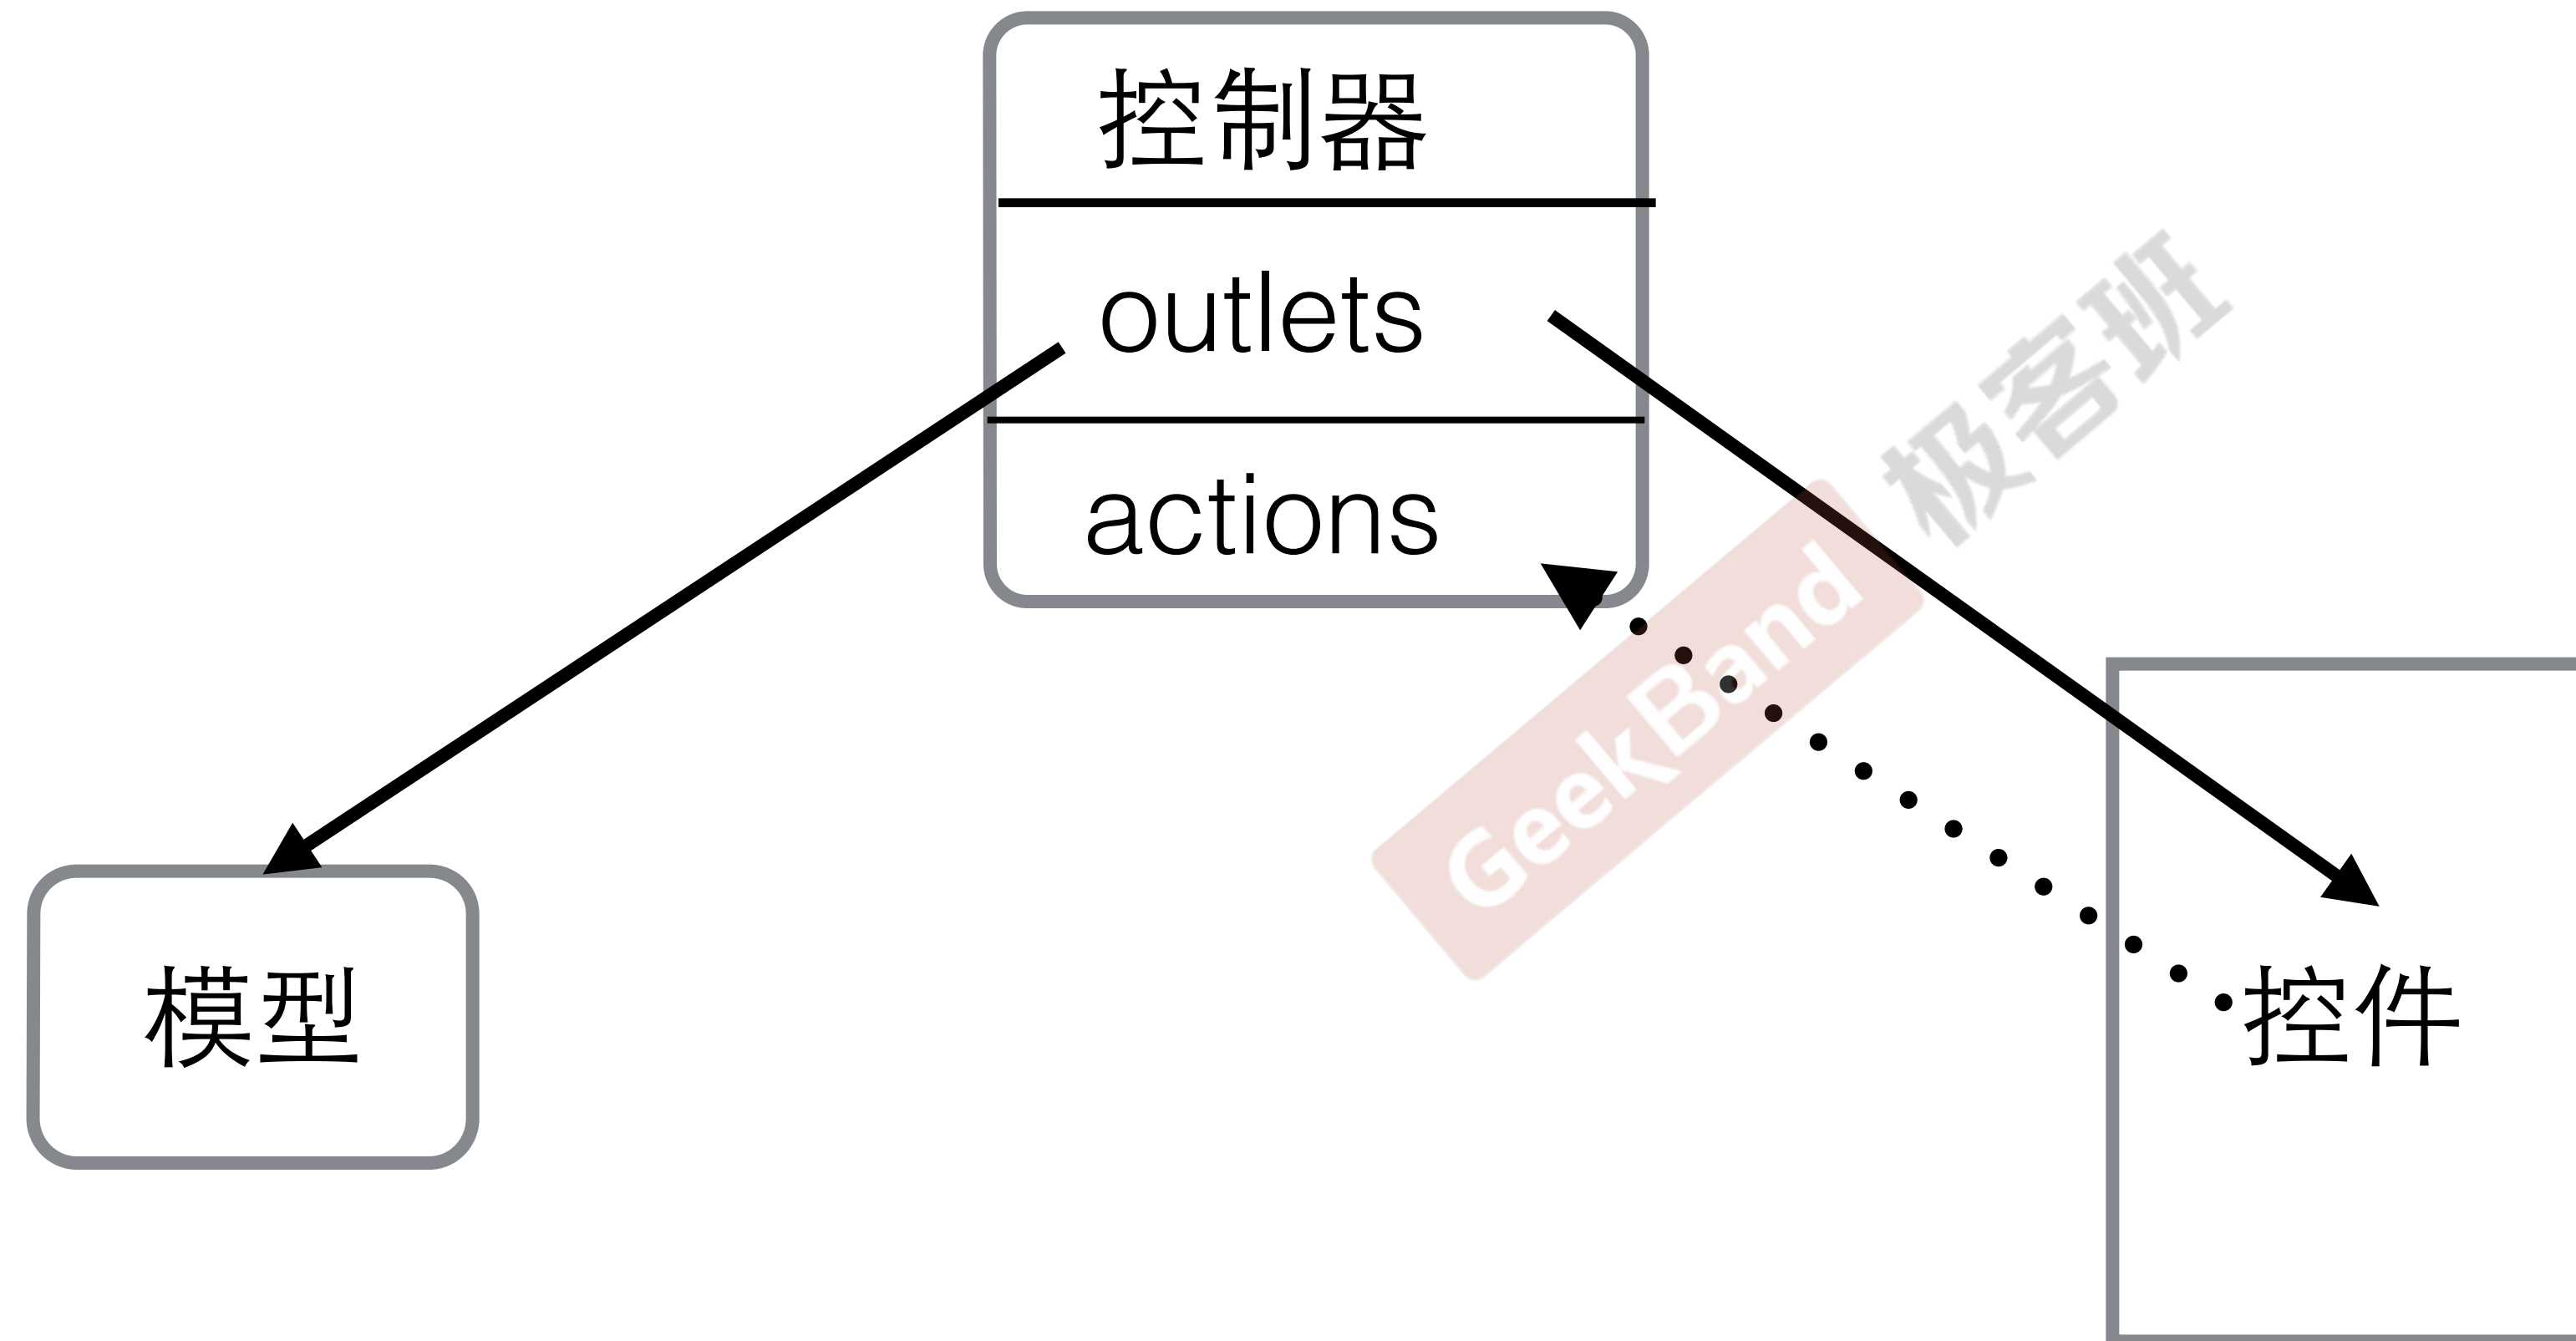 控制器
outlets
actions
GeekBand 极客班
模型
控件